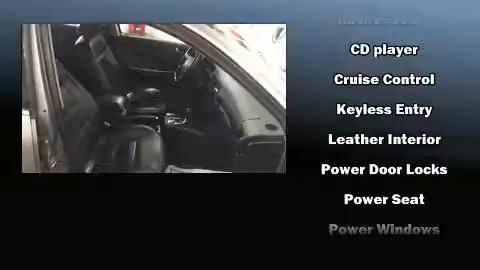 CD player
Cruise Control
Keyless Entry
Leather Interior
Power Door Locks
Power Seat
Power Windows